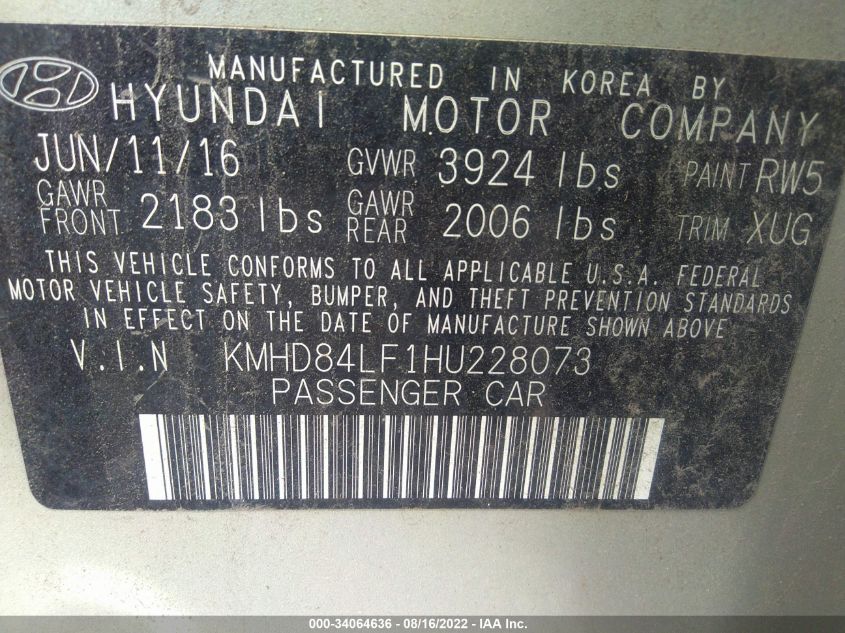 MANUFACTURED IN KOREA BY
HYUNDAI MOTOR COMPANY
JUN/11/16 GVWR 3924 lbs PAINT RW5
GAWR FRONT 2183 lbs GAWR REAR 2006 lbs TRIM XUG
THIS VEHICLE CONFORMS TO ALL APPLICABLE U.S.A. FEDERAL
MOTOR VEHICLE SAFETY, BUMPER, AND THEFT PREVENTION STANDARDS
IN EFFECT ON THE DATE OF MANUFACTURE SHOWN ABOVE
V.I.N KMHD84LF1HU228073
PASSENGER CAR
000-34064636 - 08/16/2022 - IAA Inc.